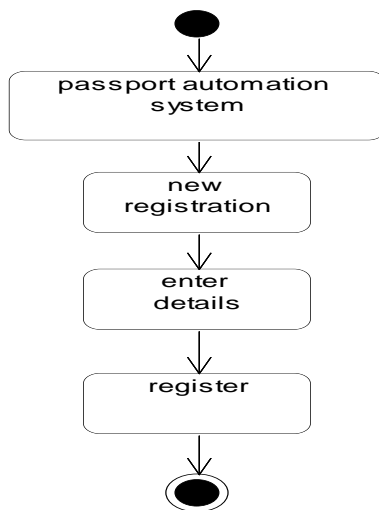 passport automation
system
new
registration
enter
details
register